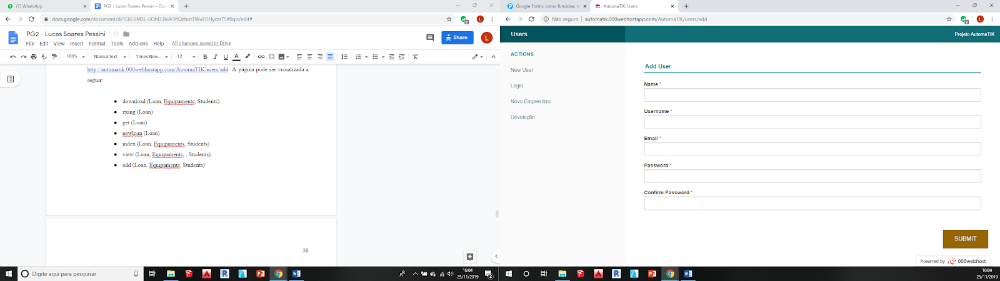 (7) WhatsApp
PG2 - Lucas Soares Pessini - Goo
docs.google.com/document/d/1QiC6M3L-SQhI33lxAOfIQzhotTWuEDHyczr75If0qis/edit#
PG2 - Lucas Soares Pessini
File Edit View Insert Format Tools Add-ons Help All changes saved in Drive
Share
L
100% Normal text Times New... 12 B I U A
http://automatik.000webhostapp.com/AutomaTIK/users/add. A página pode ser visualizada a
seguir:
download (Loan, Equipaments, Students)
zxing (Loan)
get (Loan)
newloan (Loan)
index (Loan, Equipaments, Students)
view (Loan, Equipaments, , Students)
add (Loan, Equipaments, Students)
38
Digite aqui para pesquisar
16:04
25/11/2019
2
Google Forms: como funciona, te
AutomaTIK: Users
Não seguro | automatik.000webhostapp.com/AutomaTIK/users/add
L
Users
Projeto AutomaTIK
ACTIONS
New User
Login
Novo Empréstimo
Devolução
Add User
Name *
Username *
Email *
Password *
Confirm Password *
SUBMIT
Powered by 000webhost
16:04
25/11/2019